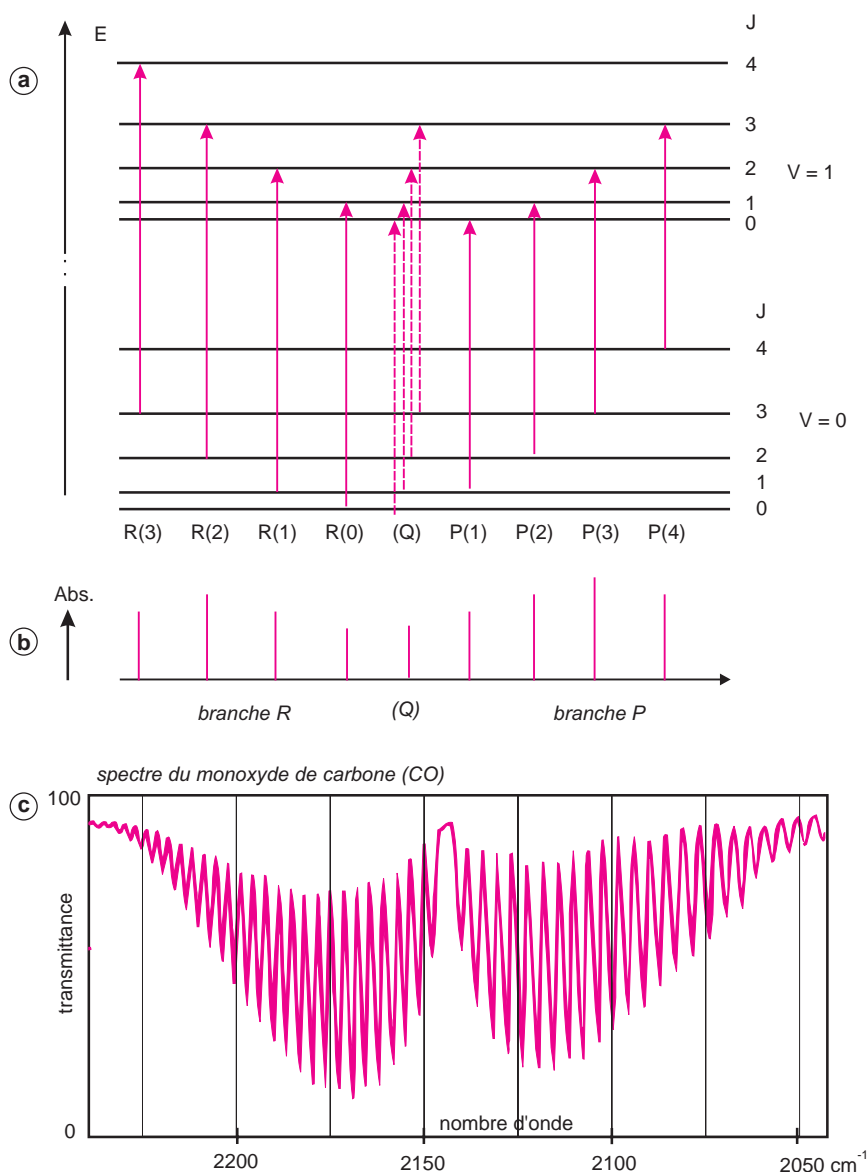 E
J
a
4
3
2
V = 1
1
0
J
4
3
V = 0
2
1
0
R(3) R(2) R(1) R(0) (Q) P(1) P(2) P(3) P(4)
Abs.
b
branche R (Q) branche P
spectre du monoxyde de carbone (CO)
c
100
transmittance
0
nombre d'onde
2200 2150 2100 2050 cm-1